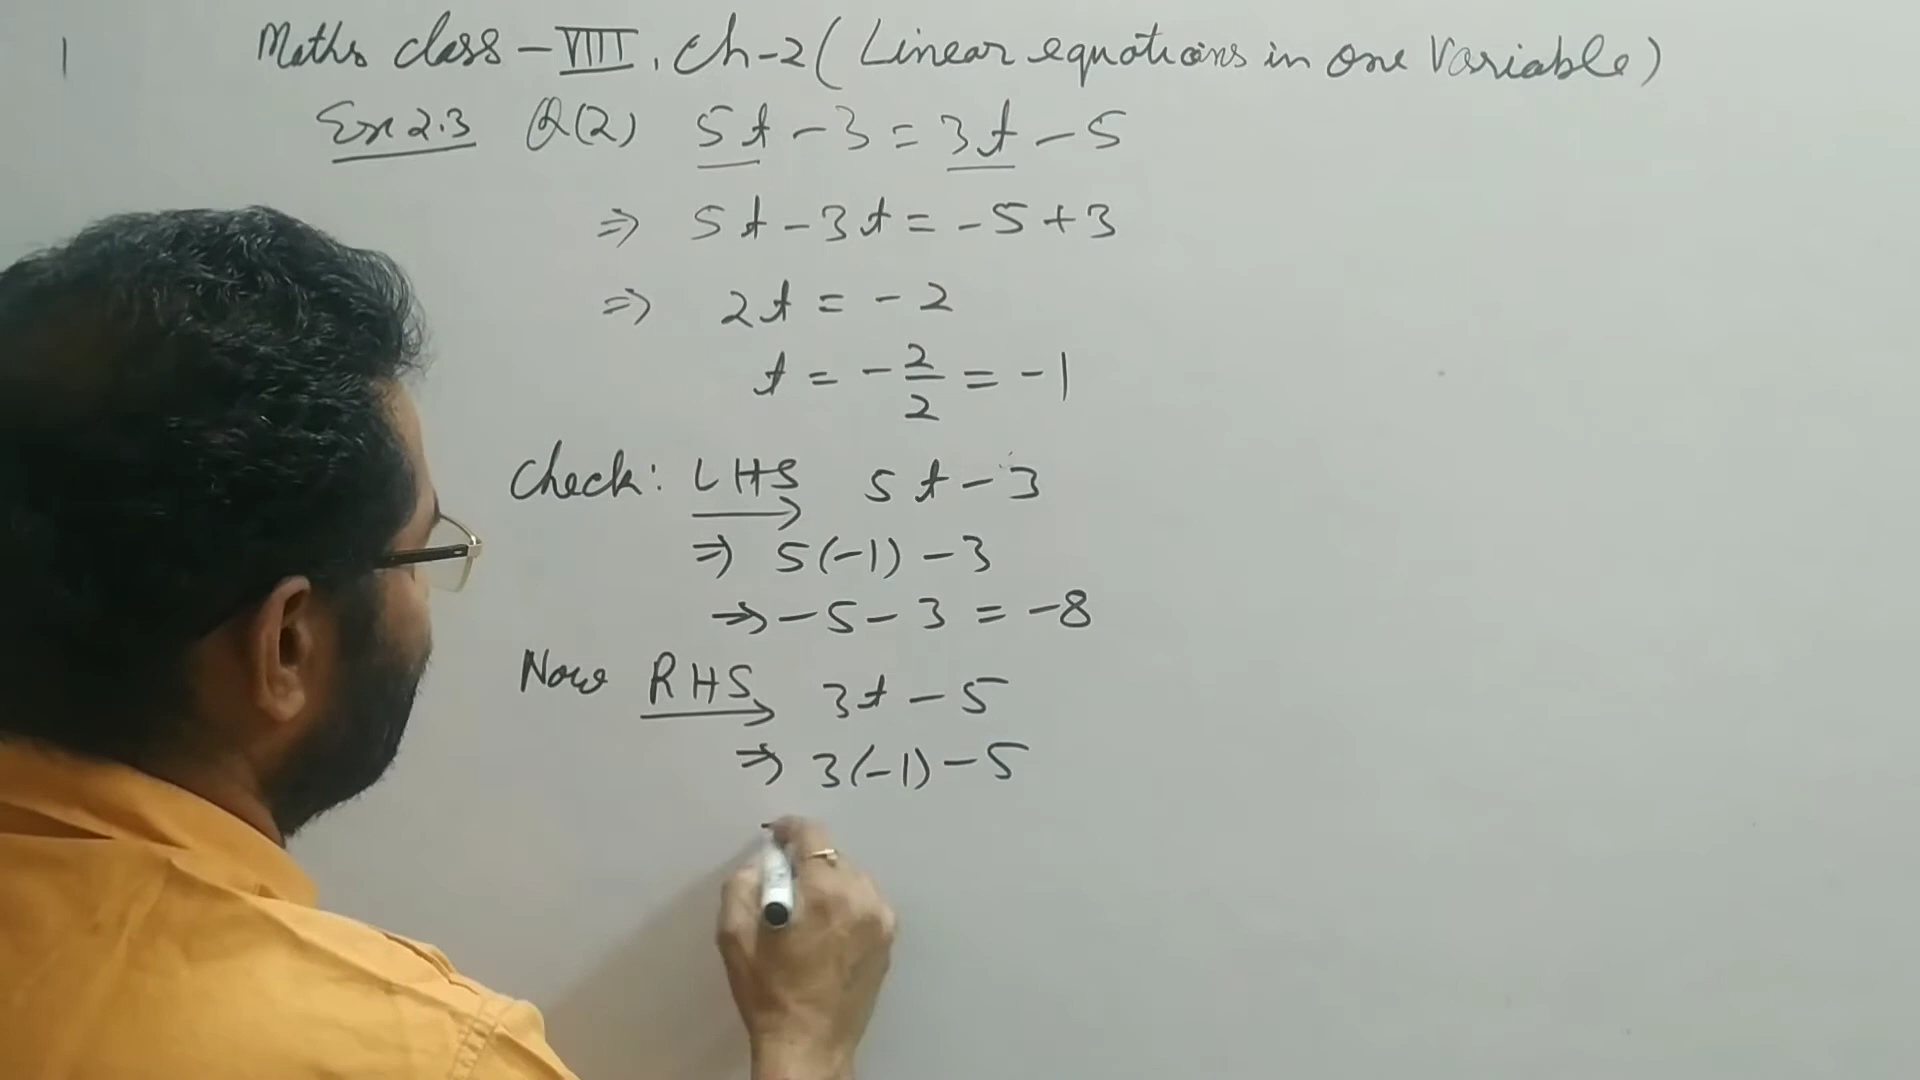 1
Maths class - VIII, Ch-2 (Linear equations in one Variable)
Ex 2.3 Q(2) 5t - 3 = 3t - 5
⇒ 5t - 3t = -5 + 3
⇒ 2t = -2
t = -2/2 = -1
Check: LHS 5t - 3
⇒ 5(-1) - 3
⇒ -5 - 3 = -8
Now RHS 3t - 5
⇒ 3(-1) - 5